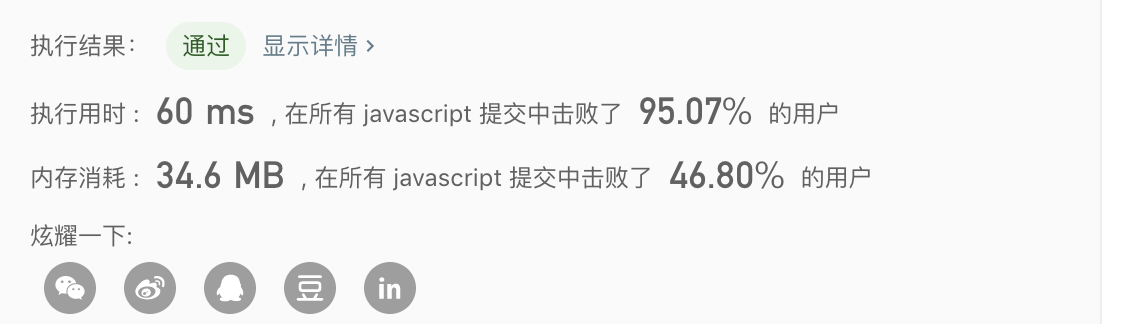 执行结果： 通过 显示详情 ›
执行用时 : 60 ms , 在所有 javascript 提交中击败了 95.07% 的用户
内存消耗 : 34.6 MB , 在所有 javascript 提交中击败了 46.80% 的用户
炫耀一下:
豆 in